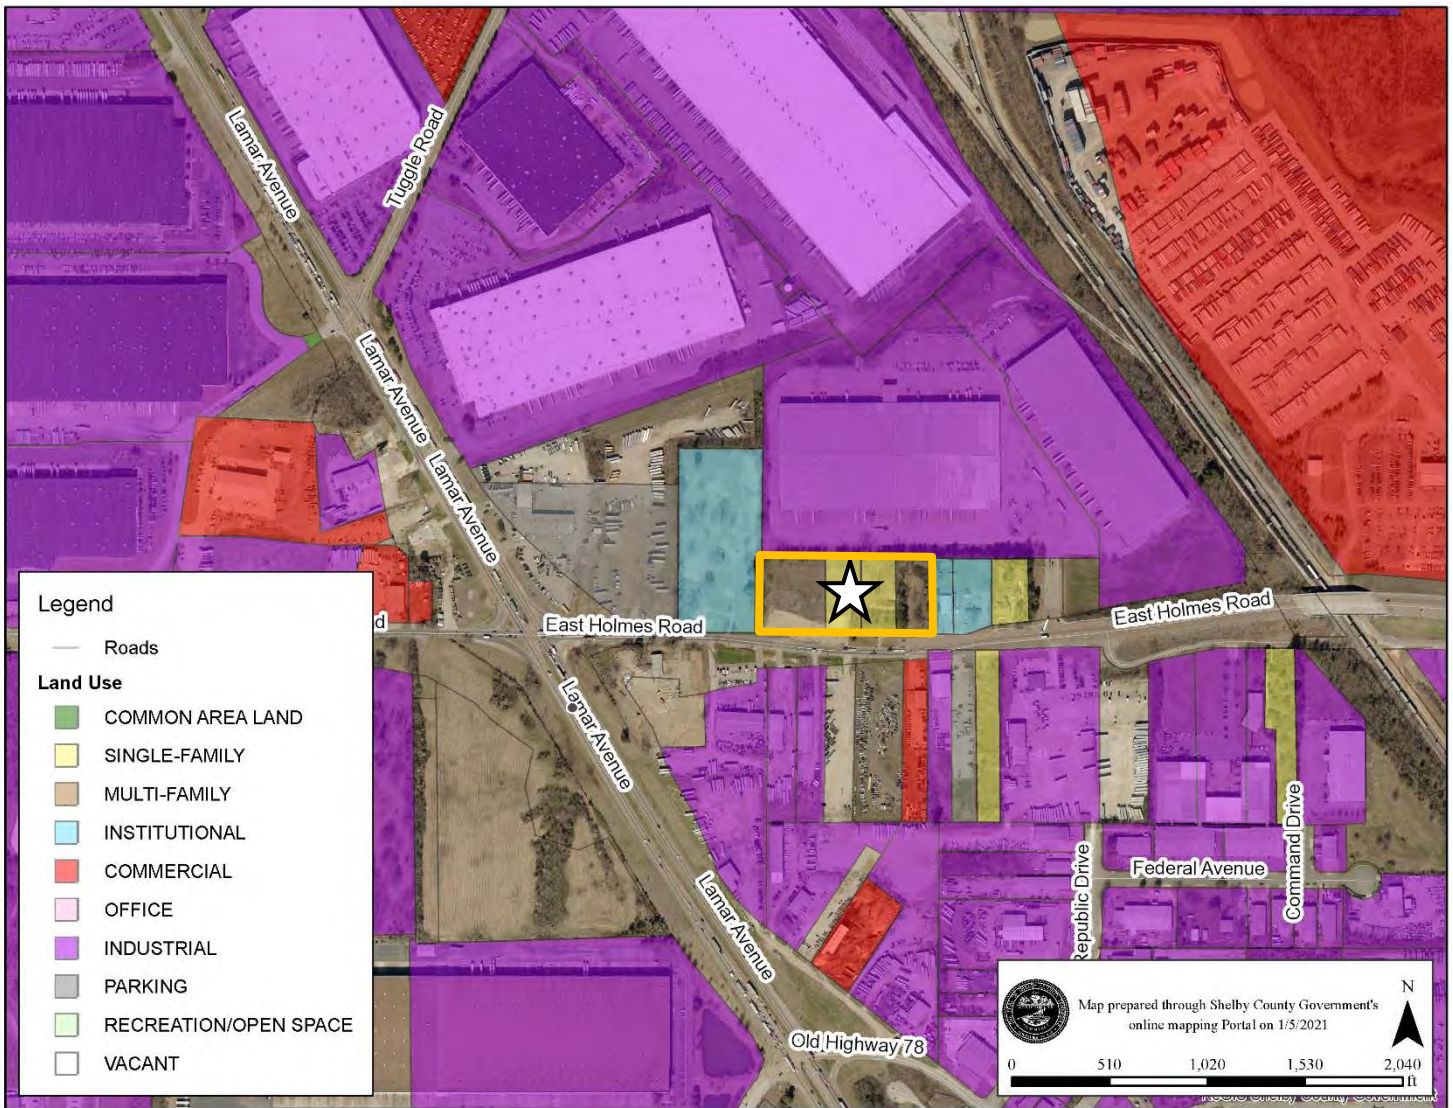 Lamar Avenue
Tuggle Road
Lamar Avenue
Lamar Avenue
East Holmes Road
East Holmes Road
d
Lamar Avenue
Lamar Avenue
Republic Drive
Federal Avenue
Command Drive
Old Highway 78
Legend
Roads
Land Use
COMMON AREA LAND
SINGLE-FAMILY
MULTI-FAMILY
INSTITUTIONAL
COMMERCIAL
OFFICE
INDUSTRIAL
PARKING
RECREATION/OPEN SPACE
VACANT
Map prepared through Shelby County Government's
online mapping Portal on 1/5/2021
N
0 510 1,020 1,530 2,040
ft